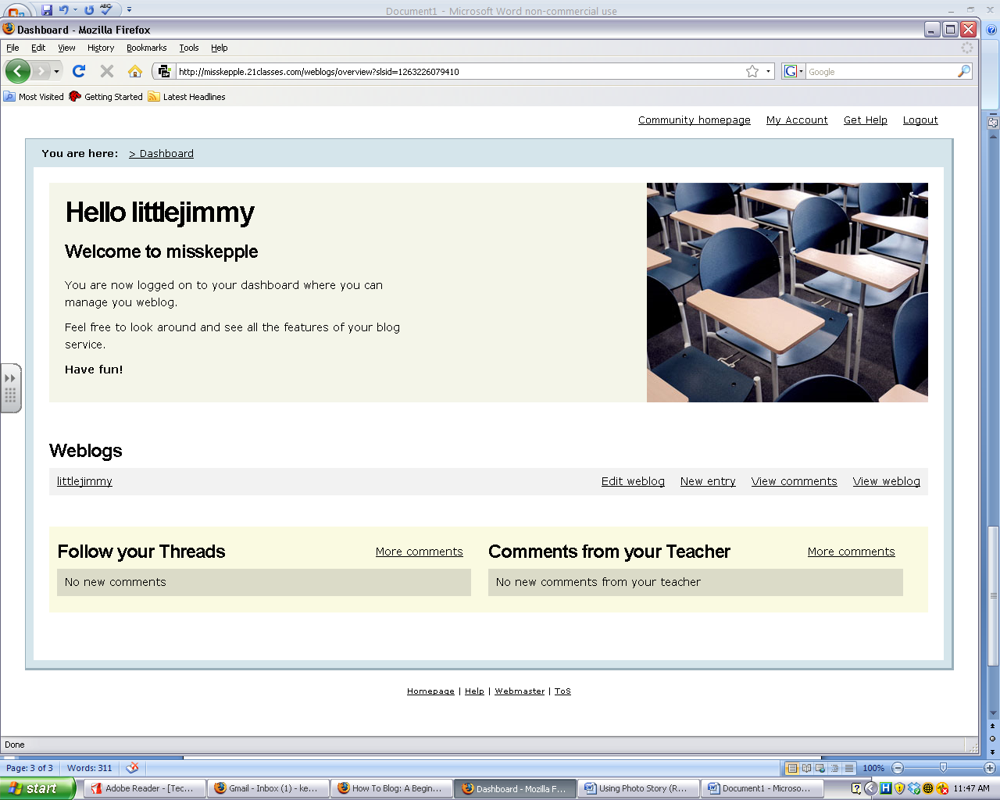 Document1 - Microsoft Word non-commercial use
Dashboard - Mozilla Firefox
File Edit View History Bookmarks Tools Help
http://misskepple.21classes.com/weblogs/overview?slsid=1263226079410
G Google
Most Visited Getting Started Latest Headlines
Community homepage My Account Get Help Logout
You are here: > Dashboard
Hello littlejimmy
Welcome to misskepple
You are now logged on to your dashboard where you can
manage you weblog.
Feel free to look around and see all the features of your blog
service.
Have fun!
Weblogs
littlejimmy Edit weblog New entry View comments View weblog
Follow your Threads More comments
No new comments
Comments from your Teacher More comments
No new comments from your teacher
Homepage | Help | Webmaster | ToS
Done
Page: 3 of 3 Words: 311 100%
start Adobe Reader - [Tec... Gmail - Inbox (1) - ke... How To Blog: A Begin... Dashboard - Mozilla F... Using Photo Story (R... Document1 - Microso... 11:47 AM